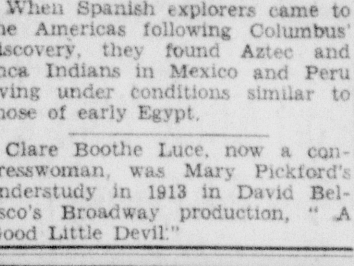 When Spanish explorers came to
he Americas following Columbus'
iscovery, they found Aztec and
nca Indians in Mexico and Peru
ving under conditions similar to
hose of early Egypt.
Clare Boothe Luce, now a con-
resswoman, was Mary Pickford's
nderstudy in 1913 in David Bel-
sco's Broadway production, "A
ood Little Devil."